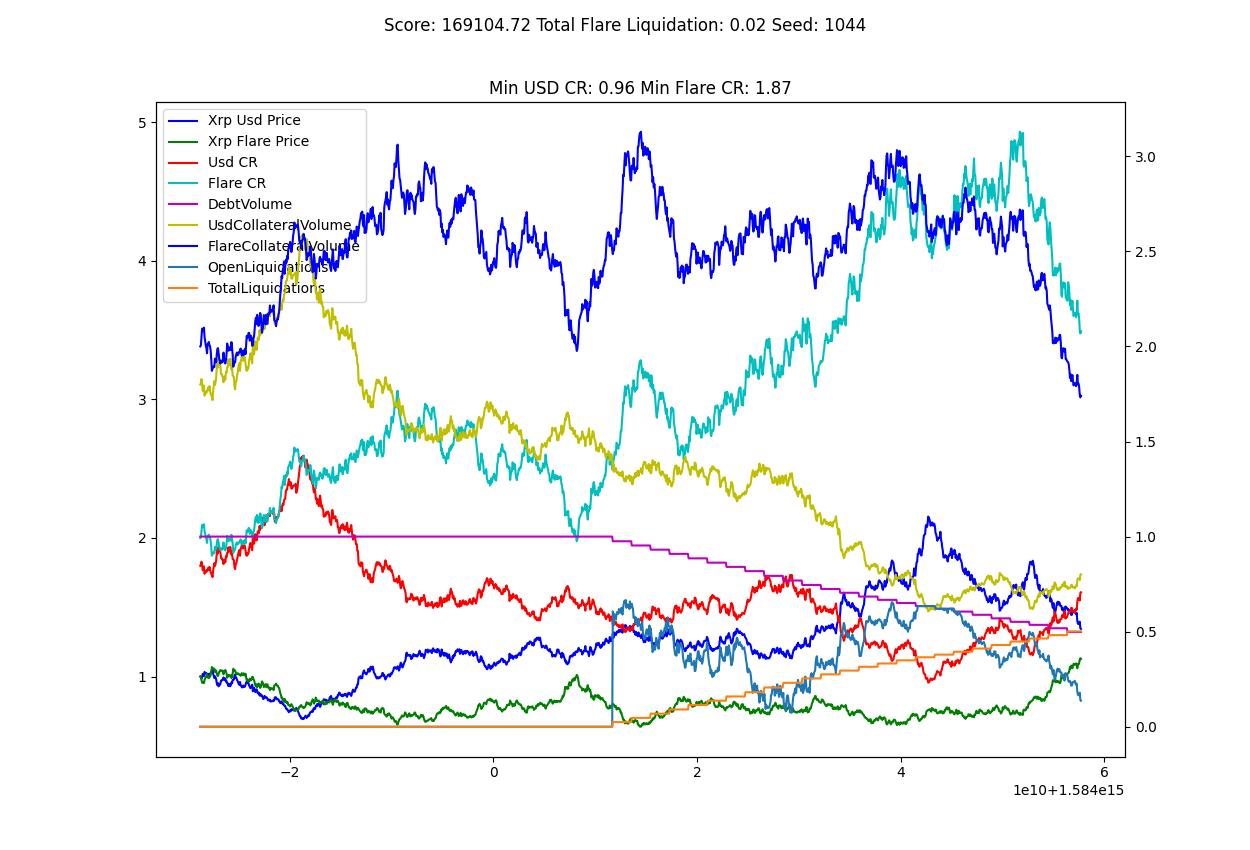 Score: 169104.72 Total Flare Liquidation: 0.02 Seed: 1044
Min USD CR: 0.96 Min Flare CR: 1.87
Xrp Usd Price
Xrp Flare Price
Usd CR
Flare CR
DebtVolume
UsdCollateralVolume
FlareCollateralVolume
OpenLiquidations
TotalLiquidations
5
4
3
2
1
3.0
2.5
2.0
1.5
1.0
0.5
0.0
−2
0
2
4
6
1e10+1.584e15